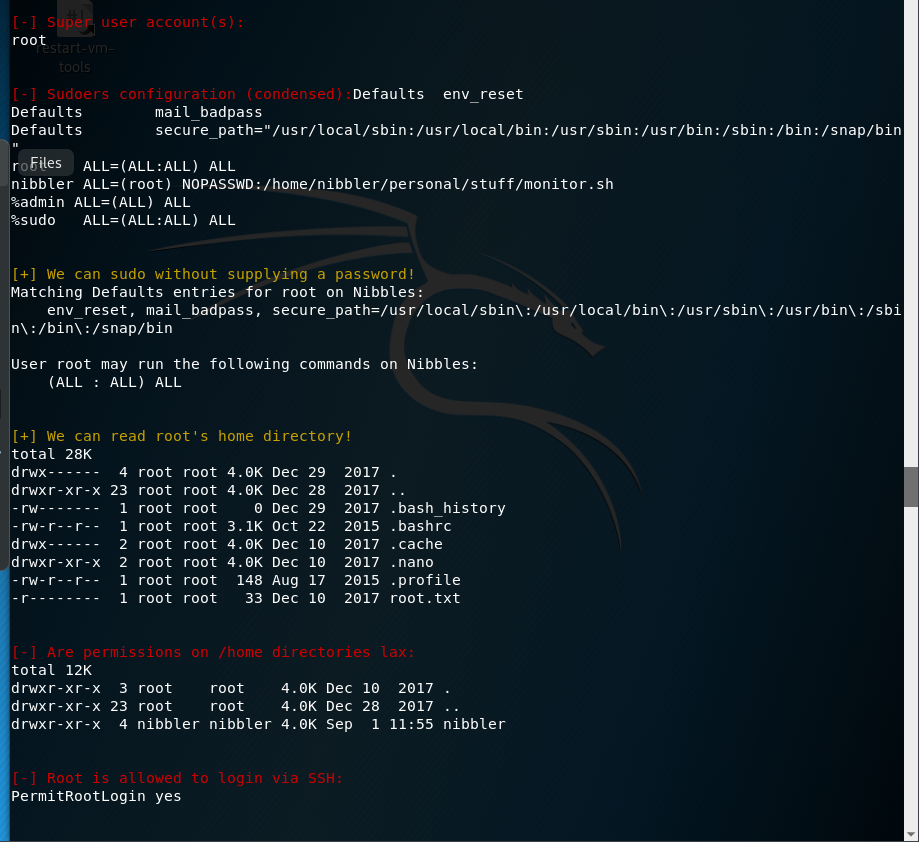 [-] Super user account(s):
root
restart-vm-
tools
[-] Sudoers configuration (condensed):Defaults  env_reset
Defaults        mail_badpass
Defaults        secure_path="/usr/local/sbin:/usr/local/bin:/usr/sbin:/usr/bin:/sbin:/bin:/snap/bin
"
Files
root    ALL=(ALL:ALL) ALL
nibbler ALL=(root) NOPASSWD:/home/nibbler/personal/stuff/monitor.sh
%admin ALL=(ALL) ALL
%sudo   ALL=(ALL:ALL) ALL
[+] We can sudo without supplying a password!
Matching Defaults entries for root on Nibbles:
    env_reset, mail_badpass, secure_path=/usr/local/sbin\:/usr/local/bin\:/usr/sbin\:/usr/bin\:/sbi
n\:/bin\:/snap/bin
User root may run the following commands on Nibbles:
    (ALL : ALL) ALL
[+] We can read root's home directory!
total 28K
drwx------  4 root root 4.0K Dec 29  2017 .
drwxr-xr-x 23 root root 4.0K Dec 28  2017 ..
-rw-------  1 root root    0 Dec 29  2017 .bash_history
-rw-r--r--  1 root root 3.1K Oct 22  2015 .bashrc
drwx------  2 root root 4.0K Dec 10  2017 .cache
drwxr-xr-x  2 root root 4.0K Dec 10  2017 .nano
-rw-r--r--  1 root root  148 Aug 17  2015 .profile
-r--------  1 root root   33 Dec 10  2017 root.txt
[-] Are permissions on /home directories lax:
total 12K
drwxr-xr-x  3 root    root    4.0K Dec 10  2017 .
drwxr-xr-x 23 root    root    4.0K Dec 28  2017 ..
drwxr-xr-x  4 nibbler nibbler 4.0K Sep  1 11:55 nibbler
[-] Root is allowed to login via SSH:
PermitRootLogin yes